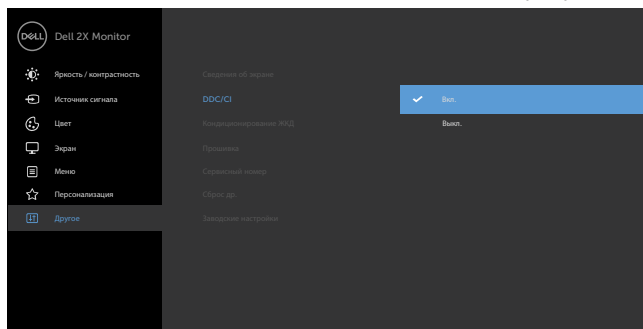 DELL Dell 2X Monitor
Яркость / контрастность
Сведения об экране
Источник сигнала
DDC/CI
Вкл.
Цвет
Кондиционирование ЖКД
Выкл.
Экран
Прошивка
Меню
Сервисный номер
Персонализация
Сброс др.
Другое
Заводские настройки